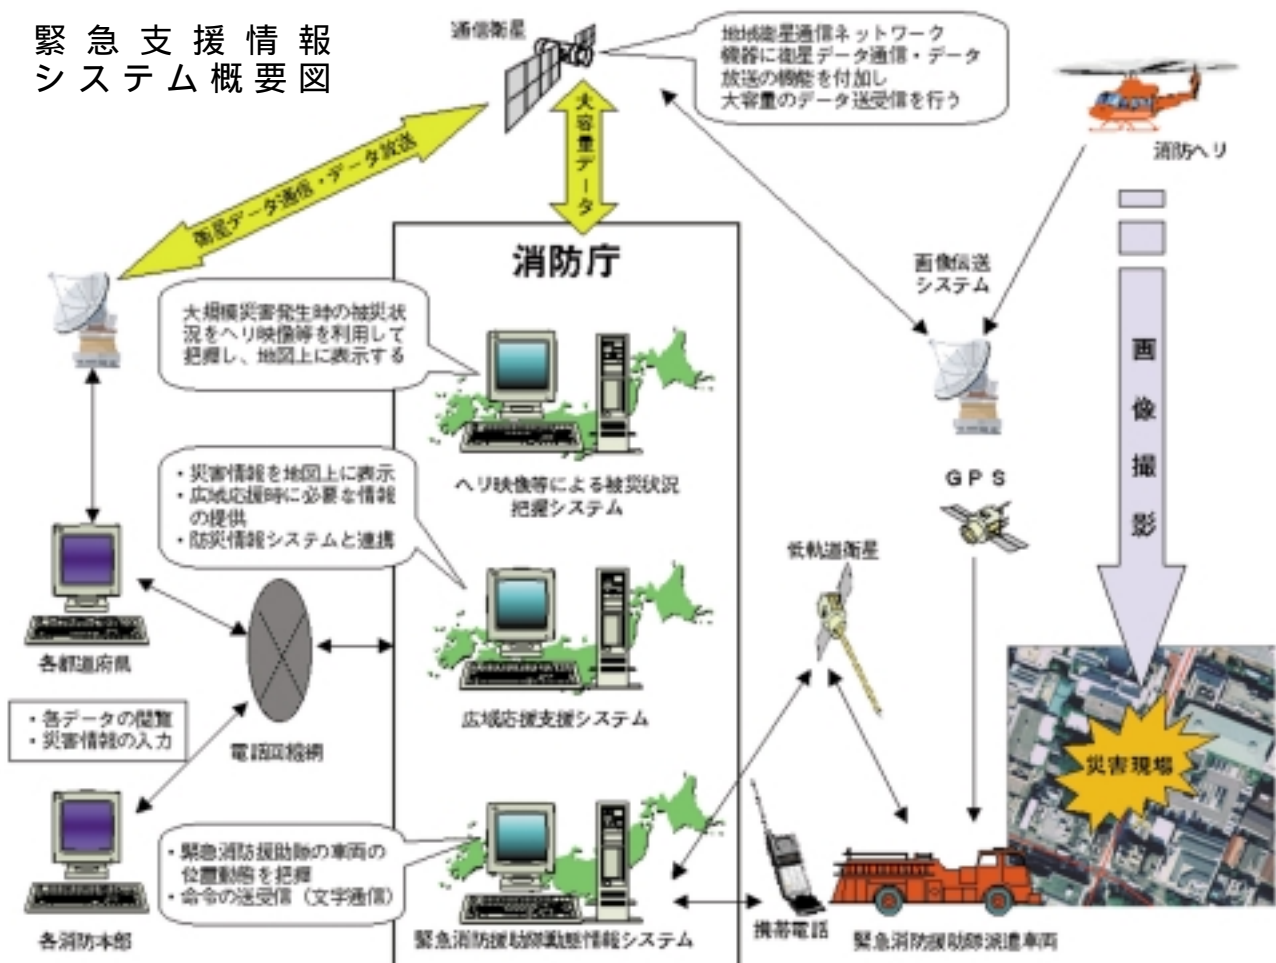 緊急支援情報
システム概要図
通信衛星
地域衛星通信ネットワーク
機器に衛星データ通信・データ
放送の機能を付加し
大容量のデータ送受信を行う
消防ヘリ
大容量データ
衛星データ通信・データ放送
消防庁
画像伝送
システム
大規模災害発生時の被災状
況をヘリ映像等を利用して
把握し、地図上に表示する
画像撮影
・災害情報を地図上に表示
・広域応援時に必要な情報
の提供
・防災情報システムと連携
ヘリ映像等による被災状況
把握システム
GPS
低軌道衛星
各都道府県
広域応援支援システム
・各データの閲覧
・災害情報の入力
電話回線網
災害現場
・緊急消防援助隊の車両の
位置動態を把握
・命令の送受信（文字通信）
各消防本部
緊急消防援助隊動態情報システム
携帯電話
緊急消防援助隊派遣車両